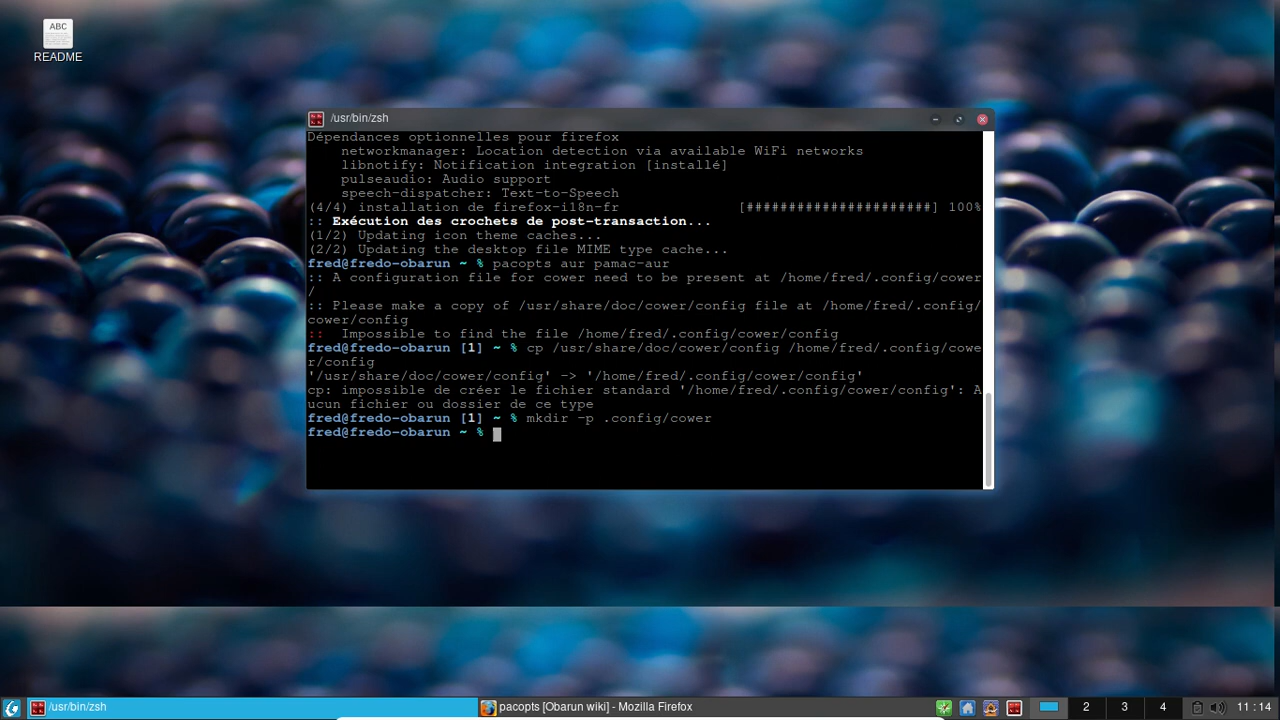 ABC
README
/usr/bin/zsh
Dépendances optionnelles pour firefox
networkmanager: Location detection via available WiFi networks
libnotify: Notification integration [installé]
pulseaudio: Audio support
speech-dispatcher: Text-to-Speech
(4/4) installation de firefox-i18n-fr [######################] 100%
:: Exécution des crochets de post-transaction...
(1/2) Updating icon theme caches...
(2/2) Updating the desktop file MIME type cache...
fred@fredo-obarun ~ % pacopts aur pamac-aur
:: A configuration file for cower need to be present at /home/fred/.config/cower
/
:: Please make a copy of /usr/share/doc/cower/config file at /home/fred/.config/
cower/config
:: Impossible to find the file /home/fred/.config/cower/config
fred@fredo-obarun [1] ~ % cp /usr/share/doc/cower/config /home/fred/.config/cowe
r/config
'/usr/share/doc/cower/config' -> '/home/fred/.config/cower/config'
cp: impossible de créer le fichier standard '/home/fred/.config/cower/config': A
ucun fichier ou dossier de ce type
fred@fredo-obarun [1] ~ % mkdir -p .config/cower
fred@fredo-obarun ~ %
/usr/bin/zsh
pacopts [Obarun wiki] - Mozilla Firefox
2 3 4
11 : 14